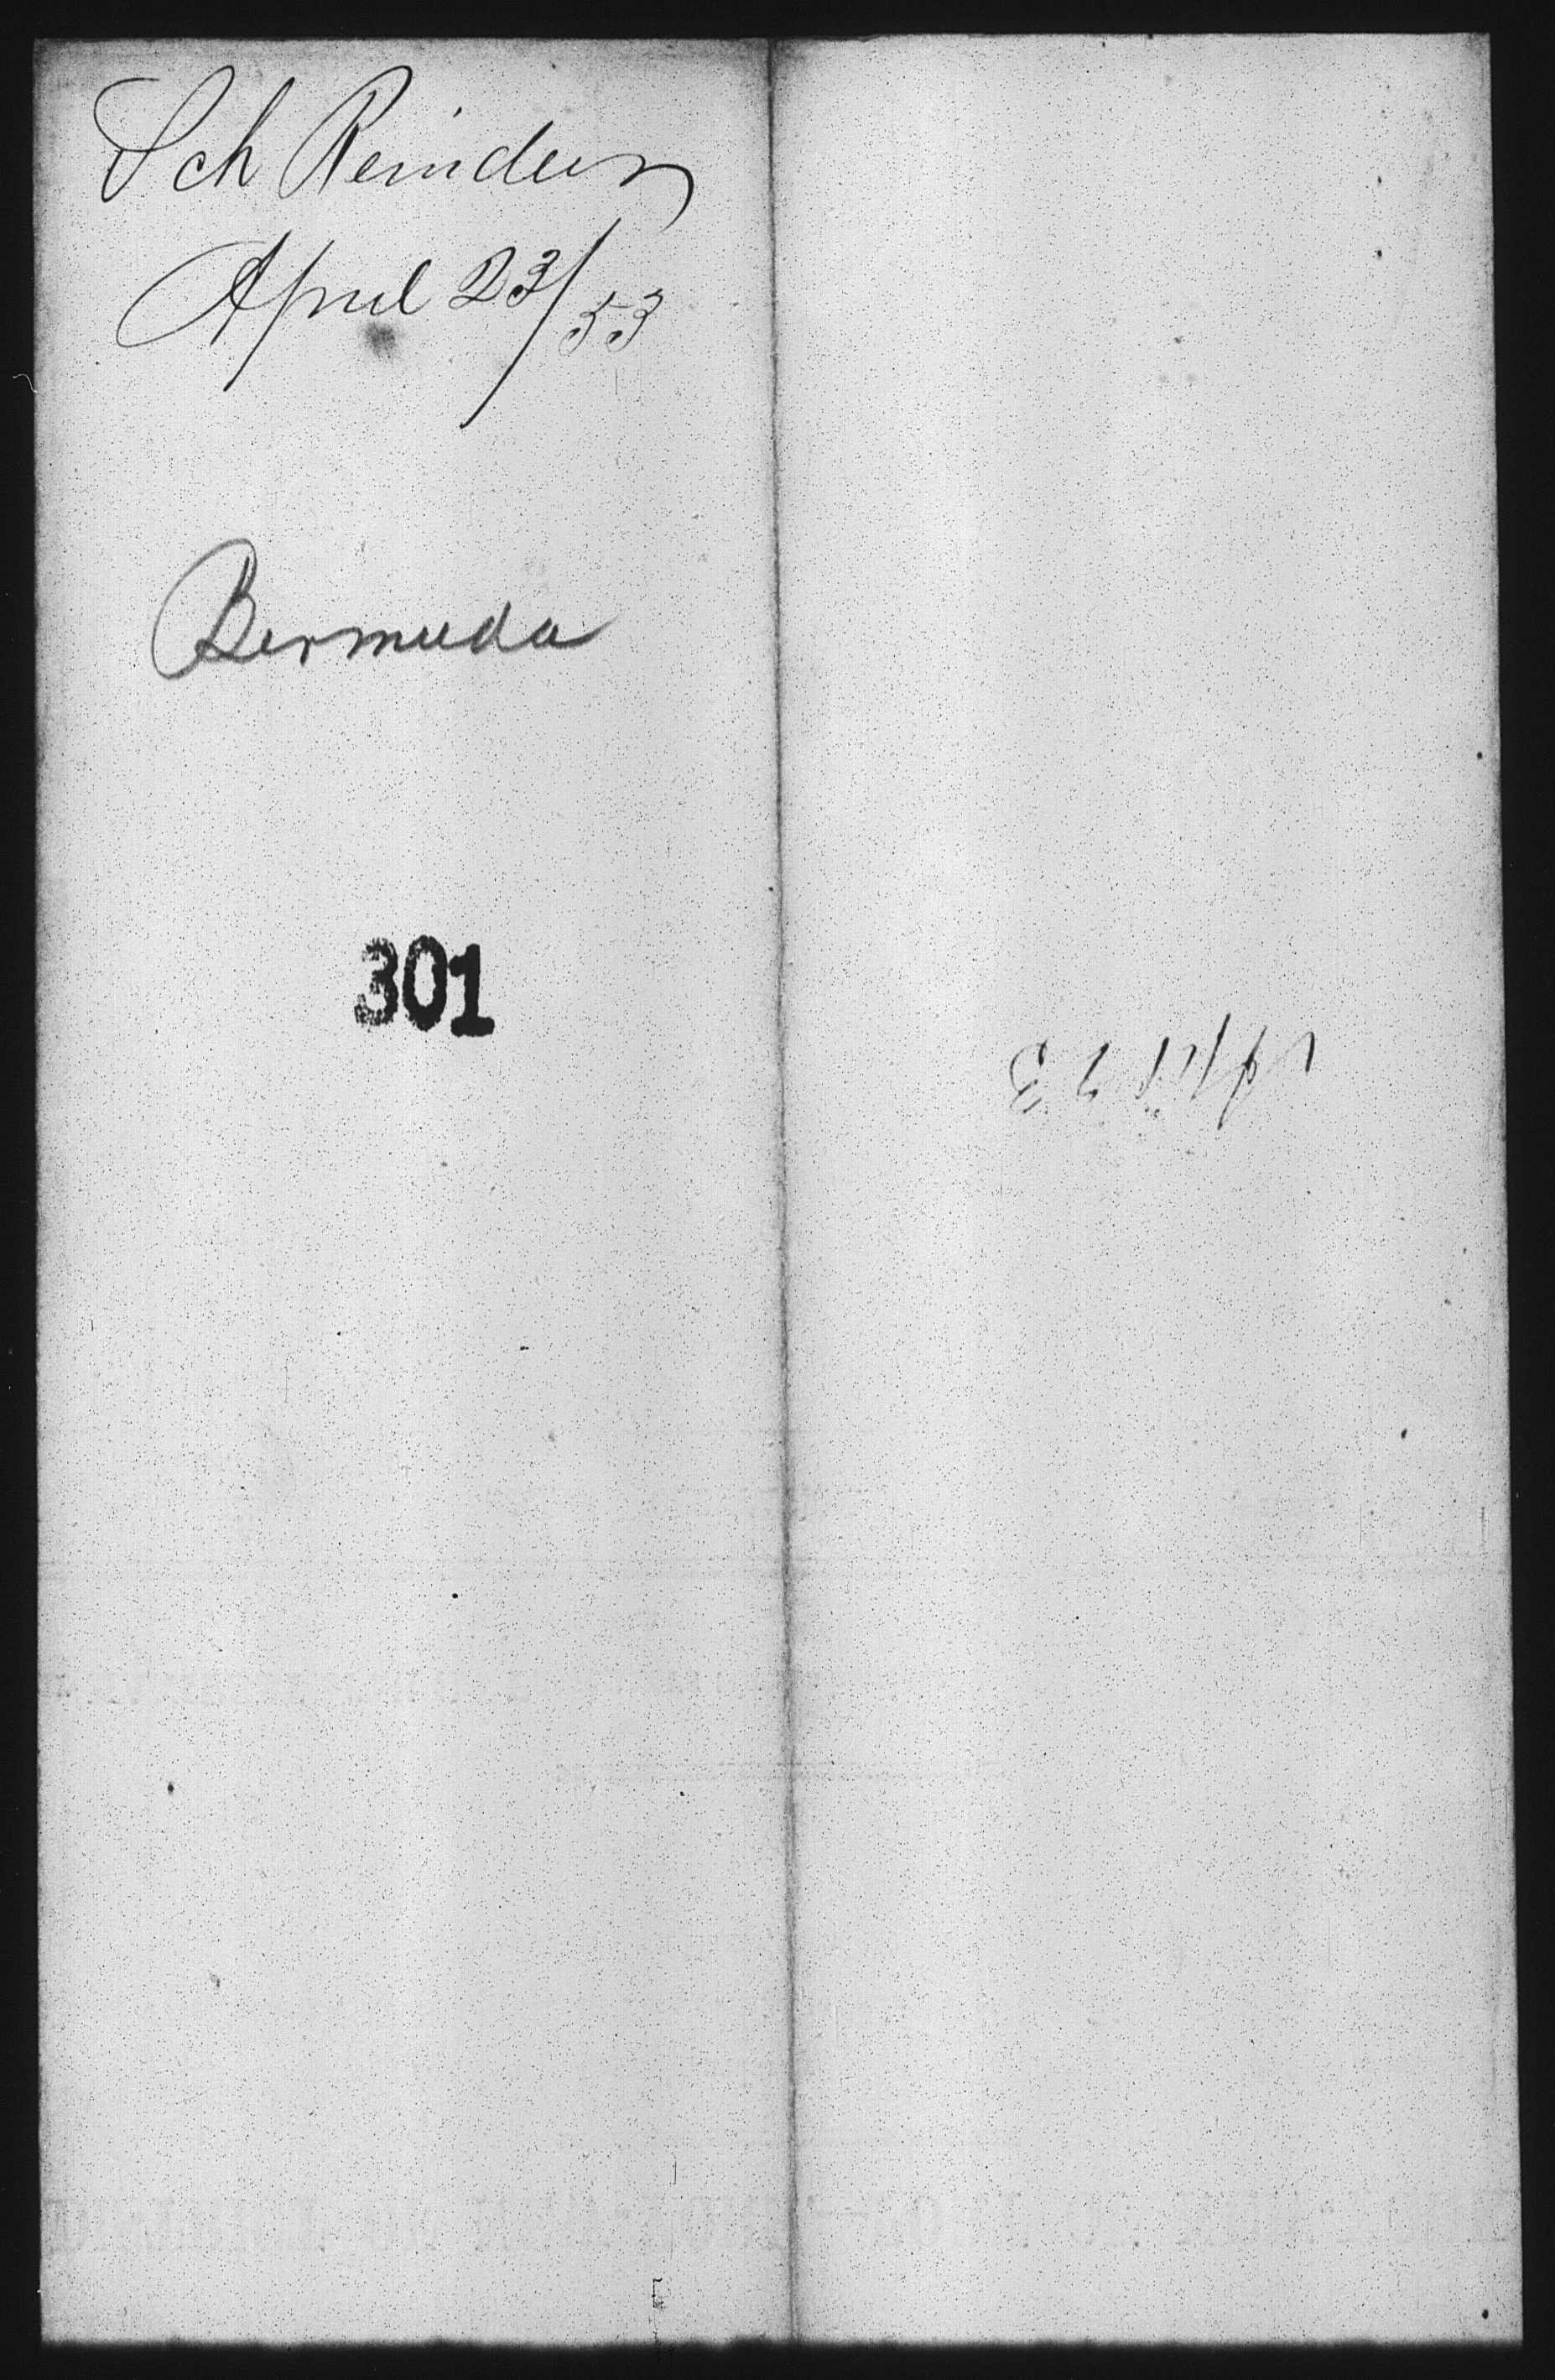 Sch Reindeer
April 23/53
Bermuda
301